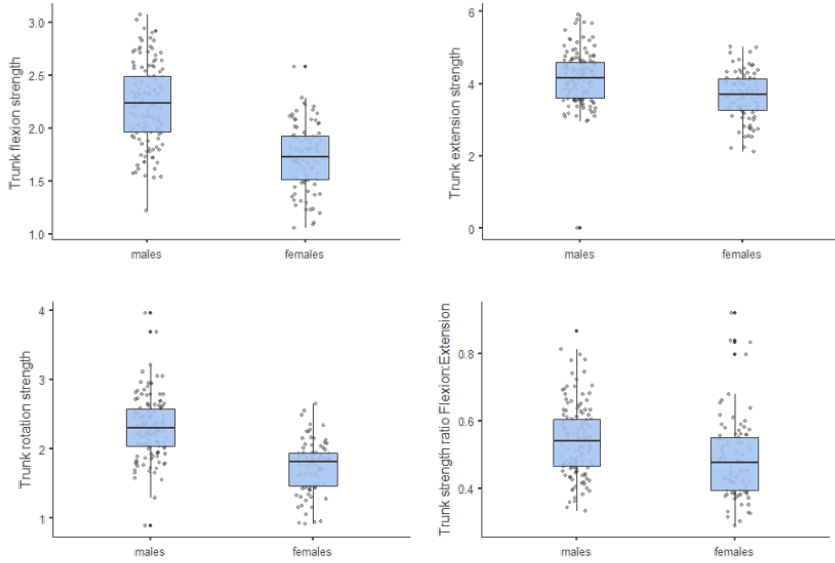 Trunk flexion strength
3.0
2.5
2.0
1.5
1.0
males
females
Trunk extension strength
6
4
2
0
males
females
Trunk rotation strength
4
3
2
1
males
females
Trunk strength ratio Flexion:Extension
0.8
0.6
0.4
males
females